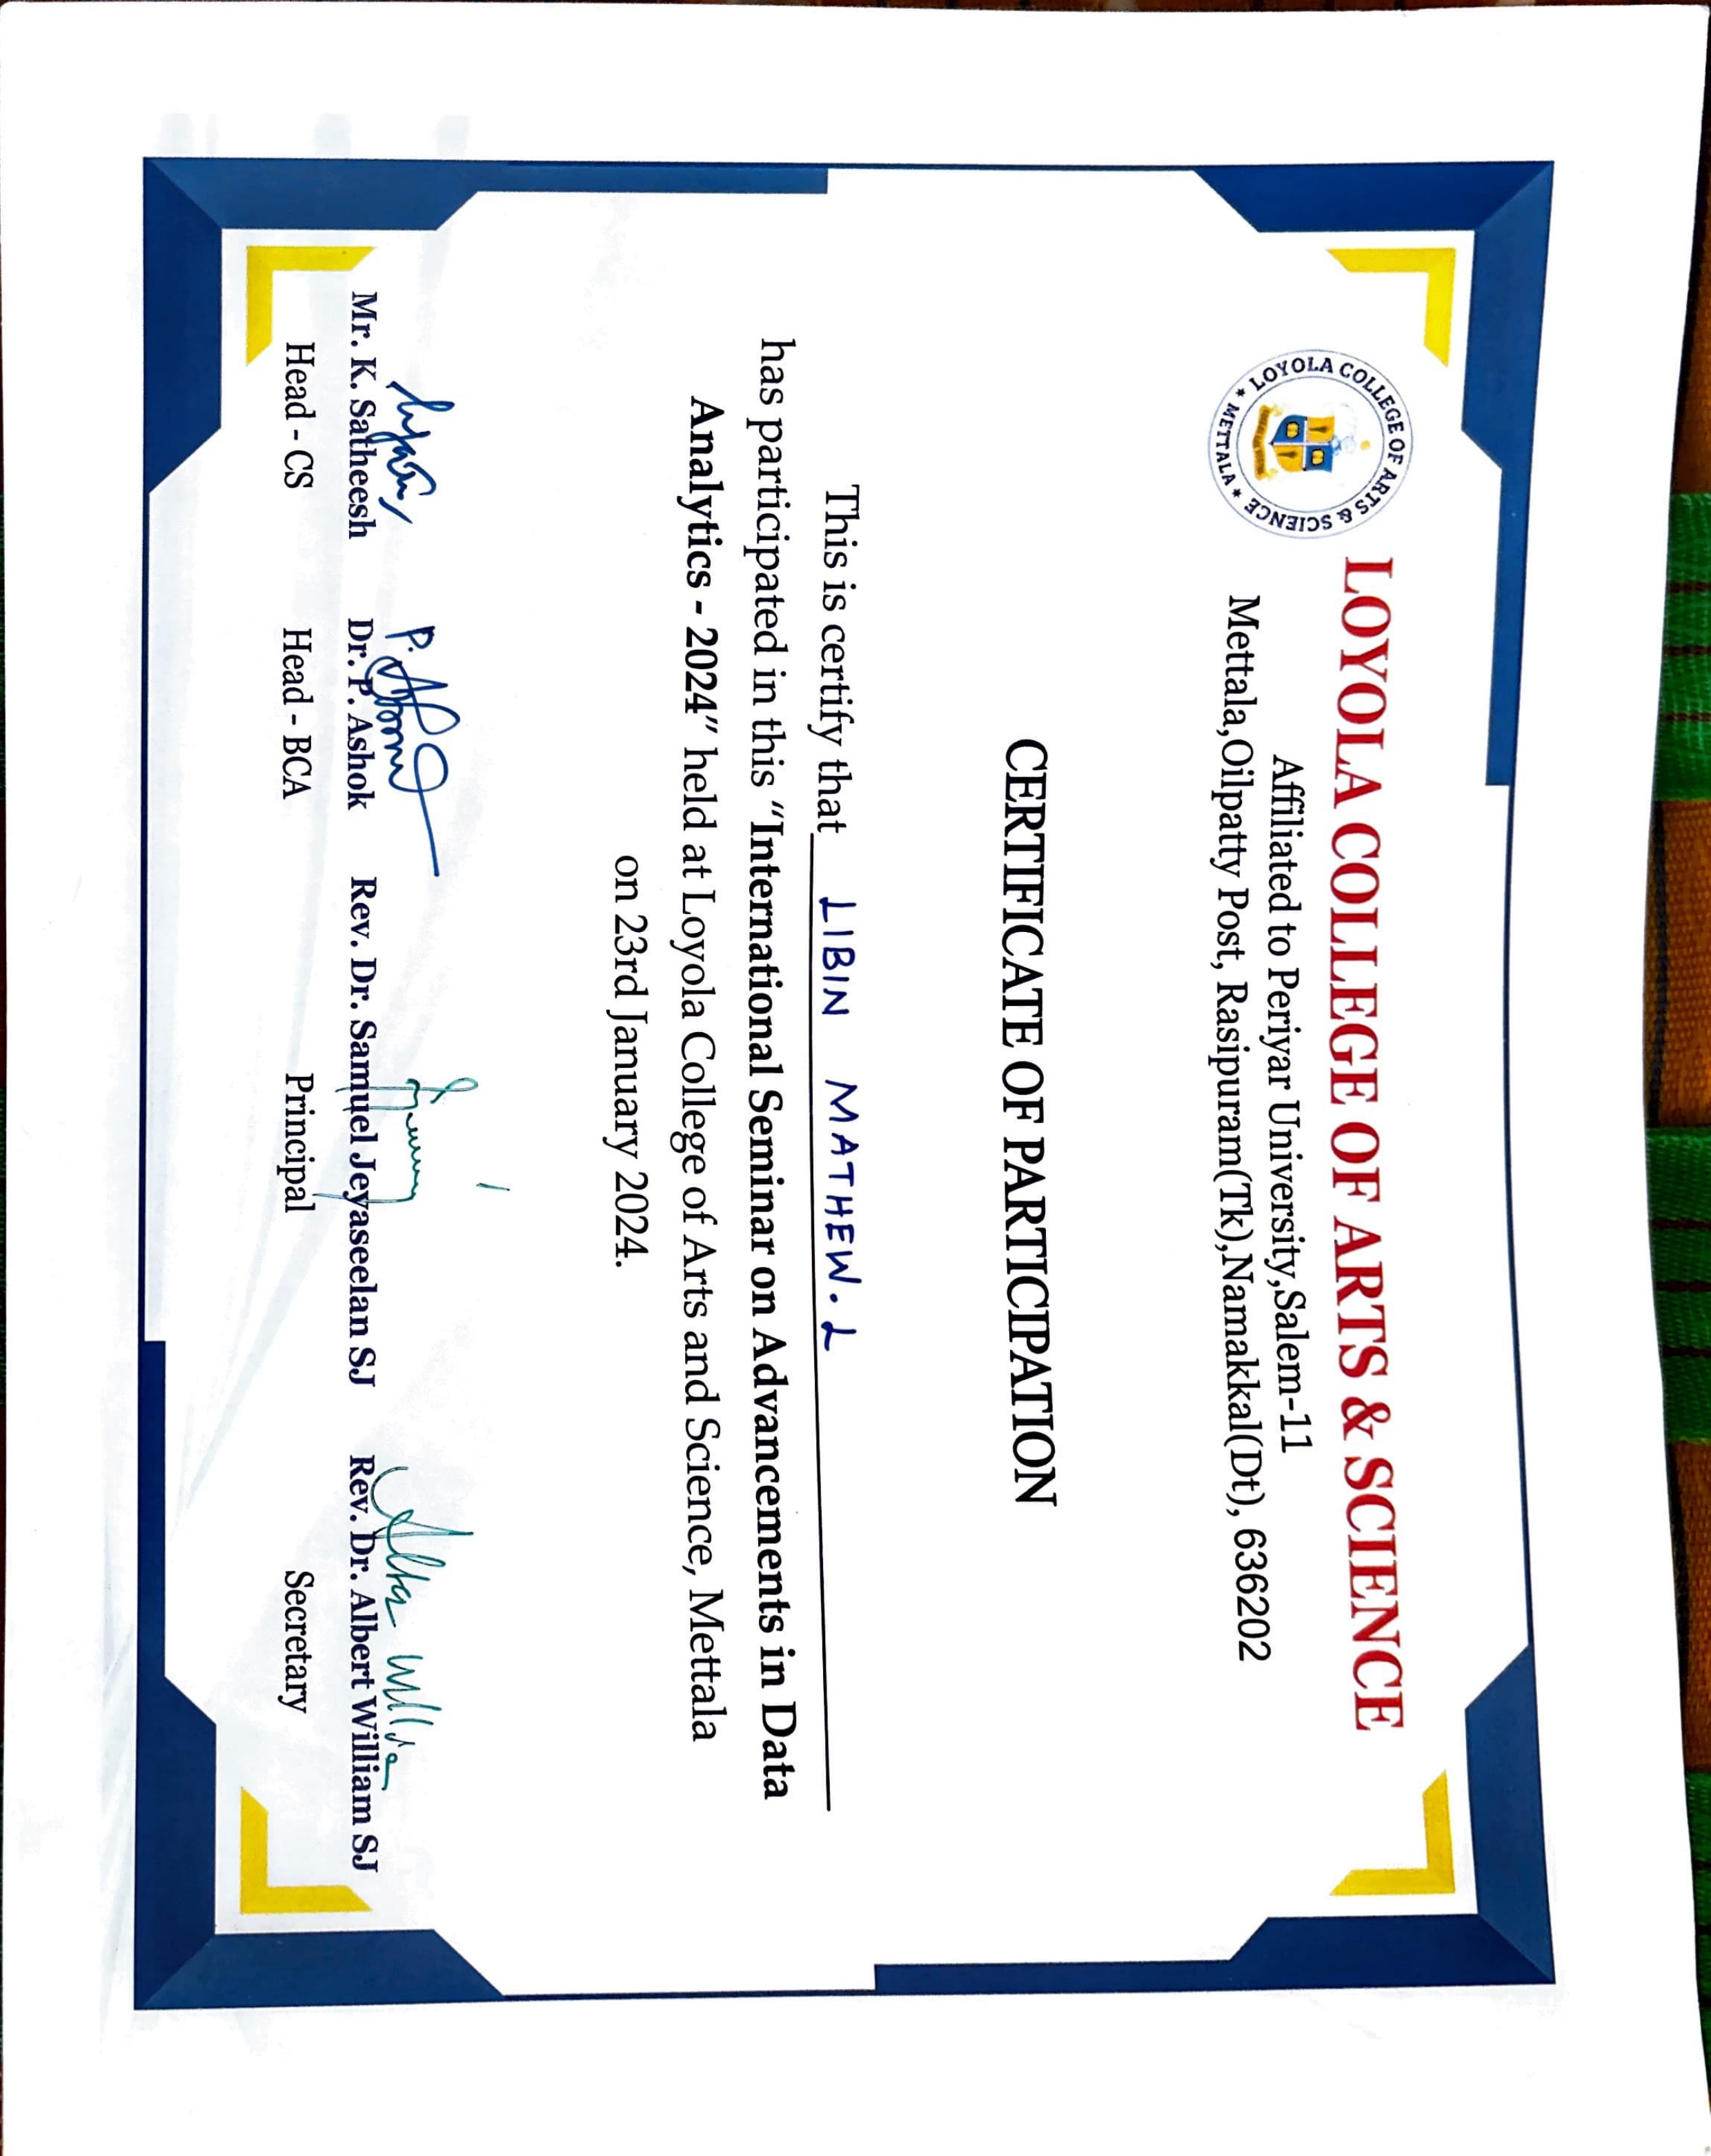 LOYOLA COLLEGE OF ARTS & SCIENCE
* METTALA *
LOYOLA COLLEGE OF ARTS & SCIENCE
Affiliated to Periyar University,Salem-11
Mettala,Oilpatty Post, Rasipuram(Tk),Namakkal(Dt), 636202
CERTIFICATE OF PARTICIPATION
This is certify that LIBIN MATHEW. L
has participated in this "International Seminar on Advancements in Data
Analytics - 2024" held at Loyola College of Arts and Science, Mettala
on 23rd January 2024.
Mr. K. Satheesh Dr. P. Ashok Rev. Dr. Samuel Jeyaseelan SJ Rev. Dr. Albert William SJ
Head - CS Head - BCA Principal Secretary